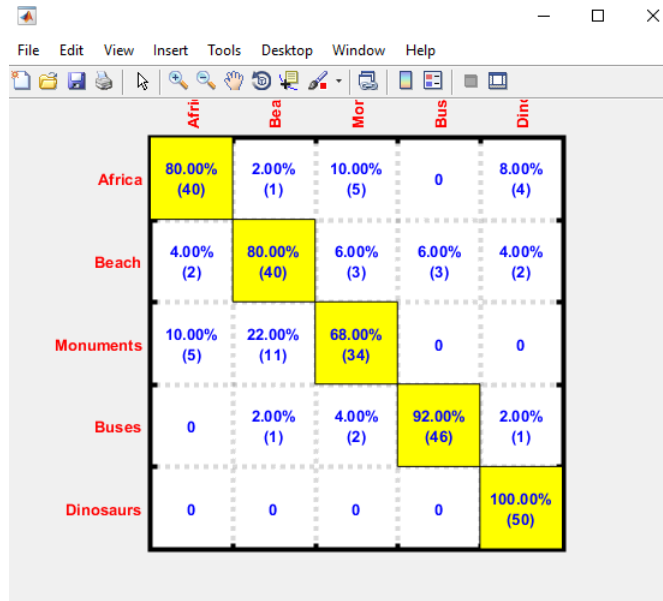 File Edit View Insert Tools Desktop Window Help
Afri Bea Mor Bus Dino
Africa 80.00% 2.00% 10.00% 0 8.00%
(40) (1) (5) (4)
Beach 4.00% 80.00% 6.00% 6.00% 4.00%
(2) (40) (3) (3) (2)
Monuments 10.00% 22.00% 68.00% 0 0
(5) (11) (34)
Buses 0 2.00% 4.00% 92.00% 2.00%
(1) (2) (46) (1)
Dinosaurs 0 0 0 0 100.00%
(50)